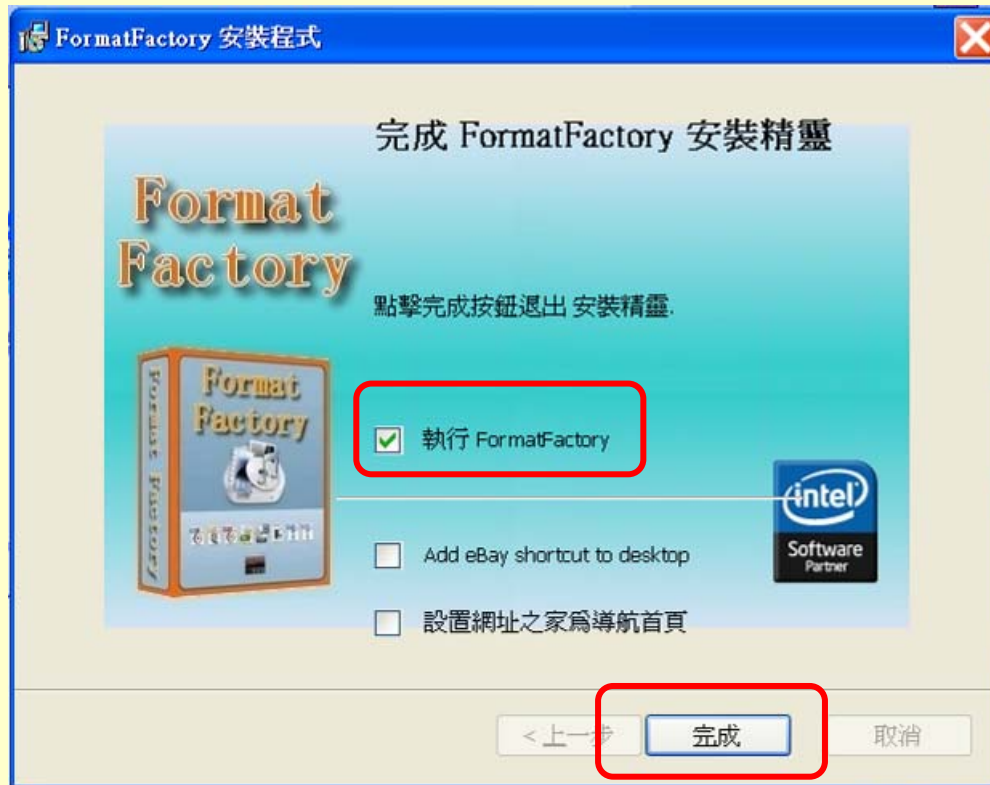 FormatFactory 安裝程式
完成 FormatFactory 安裝精靈
Format
Factory
點擊完成按鈕退出 安裝精靈.
Format
Factory
Format Factory
執行 FormatFactory
intel
Software
Partner
Add eBay shortcut to desktop
設置網址之家爲導航首頁
<上一步
完成
取消